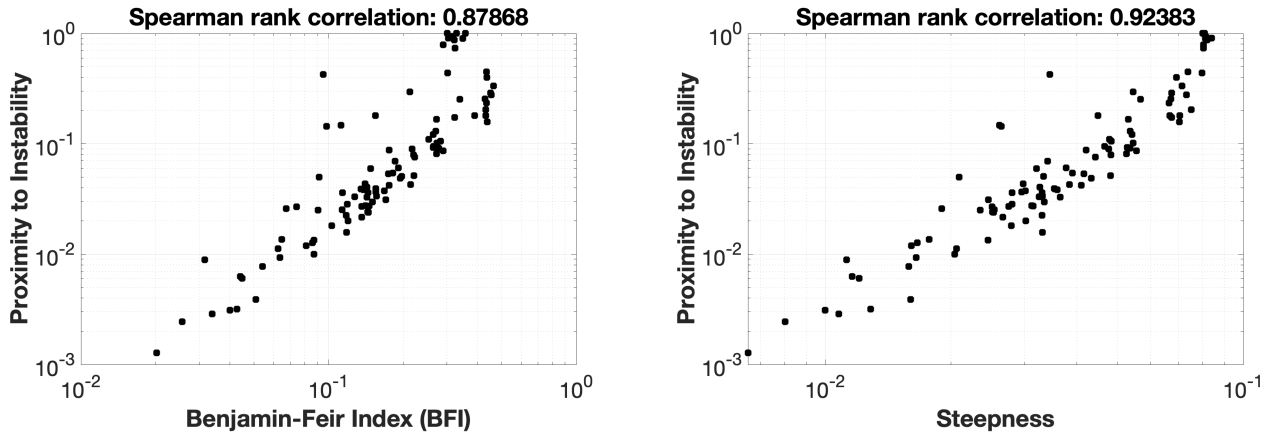 Spearman rank correlation: 0.87868
Proximity to Instability
10^0
10^-1
10^-2
10^-3
10^-2
10^-1
10^0
Benjamin-Feir Index (BFI)
Spearman rank correlation: 0.92383
Proximity to Instability
10^0
10^-1
10^-2
10^-3
10^-2
10^-1
Steepness